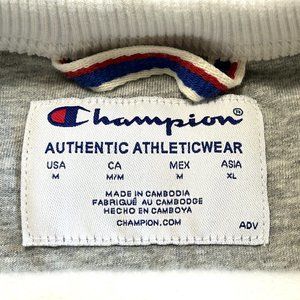 Champion®
AUTHENTIC ATHLETICWEAR
USA CA MEX ASIA
M M/M M XL
MADE IN CAMBODIA
FABRIQUÉ AU CAMBODGE
HECHO EN CAMBOYA
CHAMPION.COM ADV